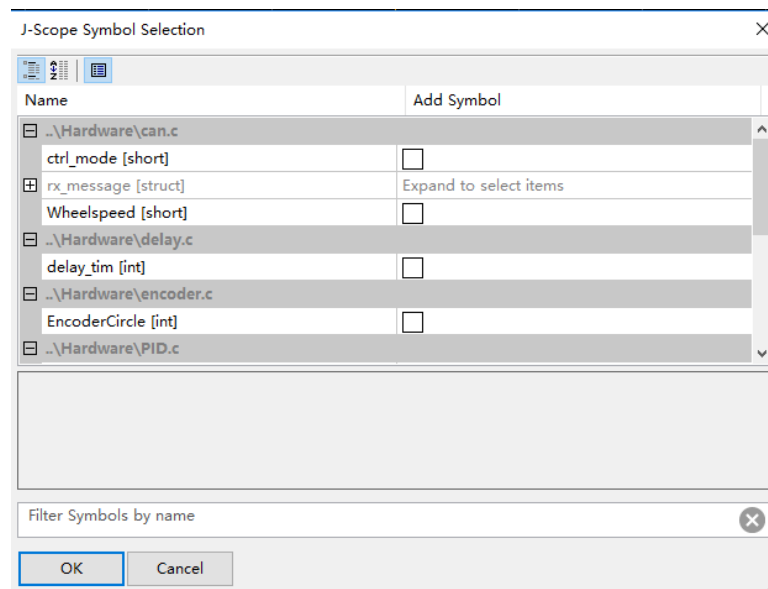 J-Scope Symbol Selection
Name Add Symbol
..\Hardware\can.c
ctrl_mode [short]
rx_message [struct] Expand to select items
Wheelspeed [short]
..\Hardware\delay.c
delay_tim [int]
..\Hardware\encoder.c
EncoderCircle [int]
..\Hardware\PID.c
Filter Symbols by name
OK Cancel